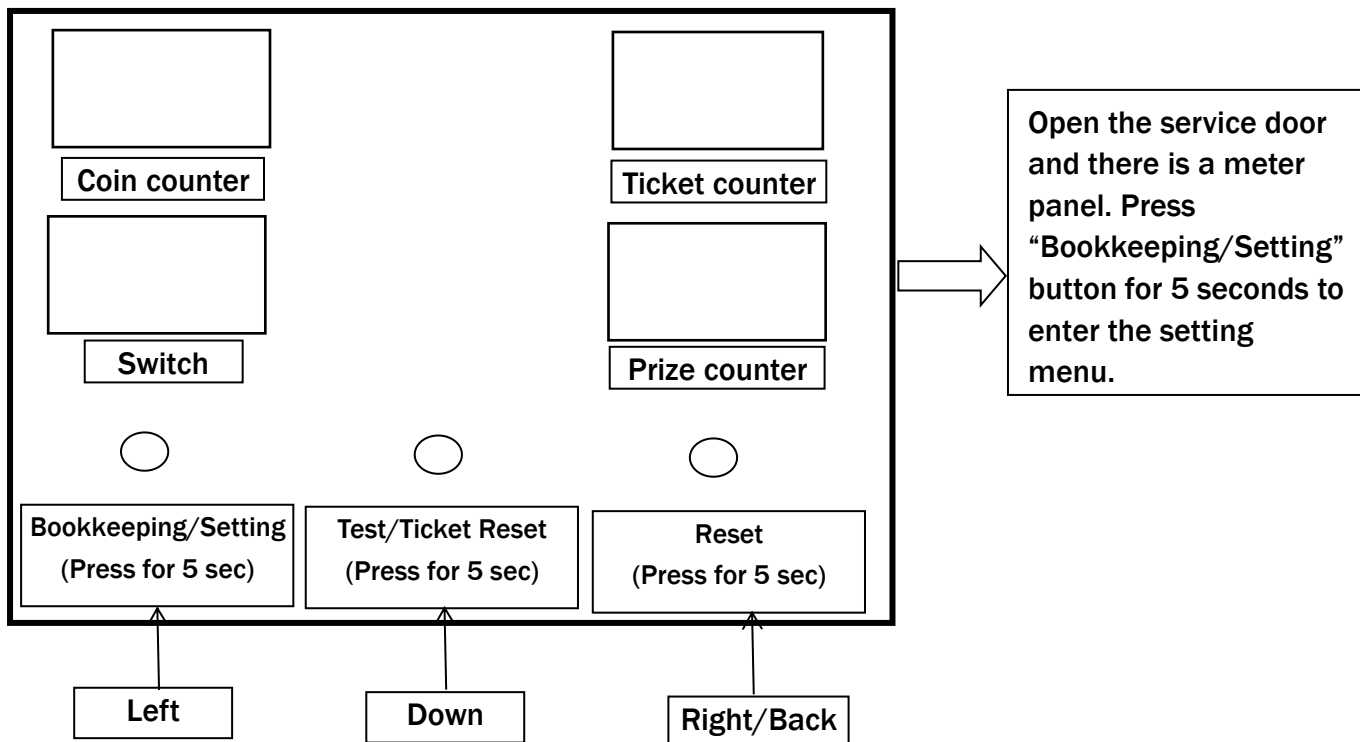 Coin counter
Ticket counter
Switch
Prize counter
Bookkeeping/Setting
(Press for 5 sec)
Test/Ticket Reset
(Press for 5 sec)
Reset
(Press for 5 sec)
Left
Down
Right/Back
Open the service door
and there is a meter
panel. Press
“Bookkeeping/Setting”
button for 5 seconds to
enter the setting
menu.